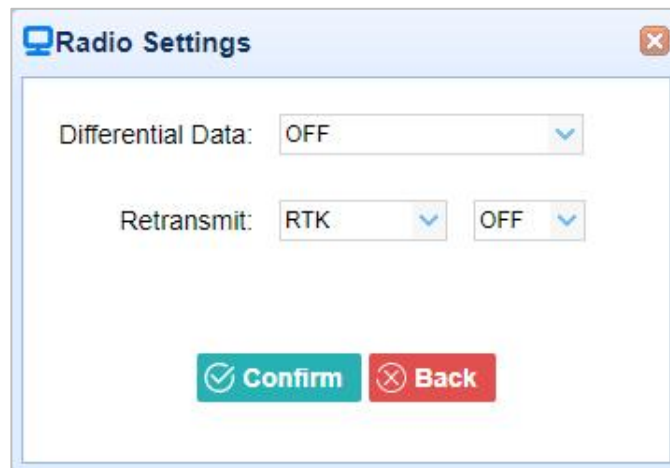 Radio Settings
Differential Data: OFF
Retransmit: RTK OFF
Confirm Back